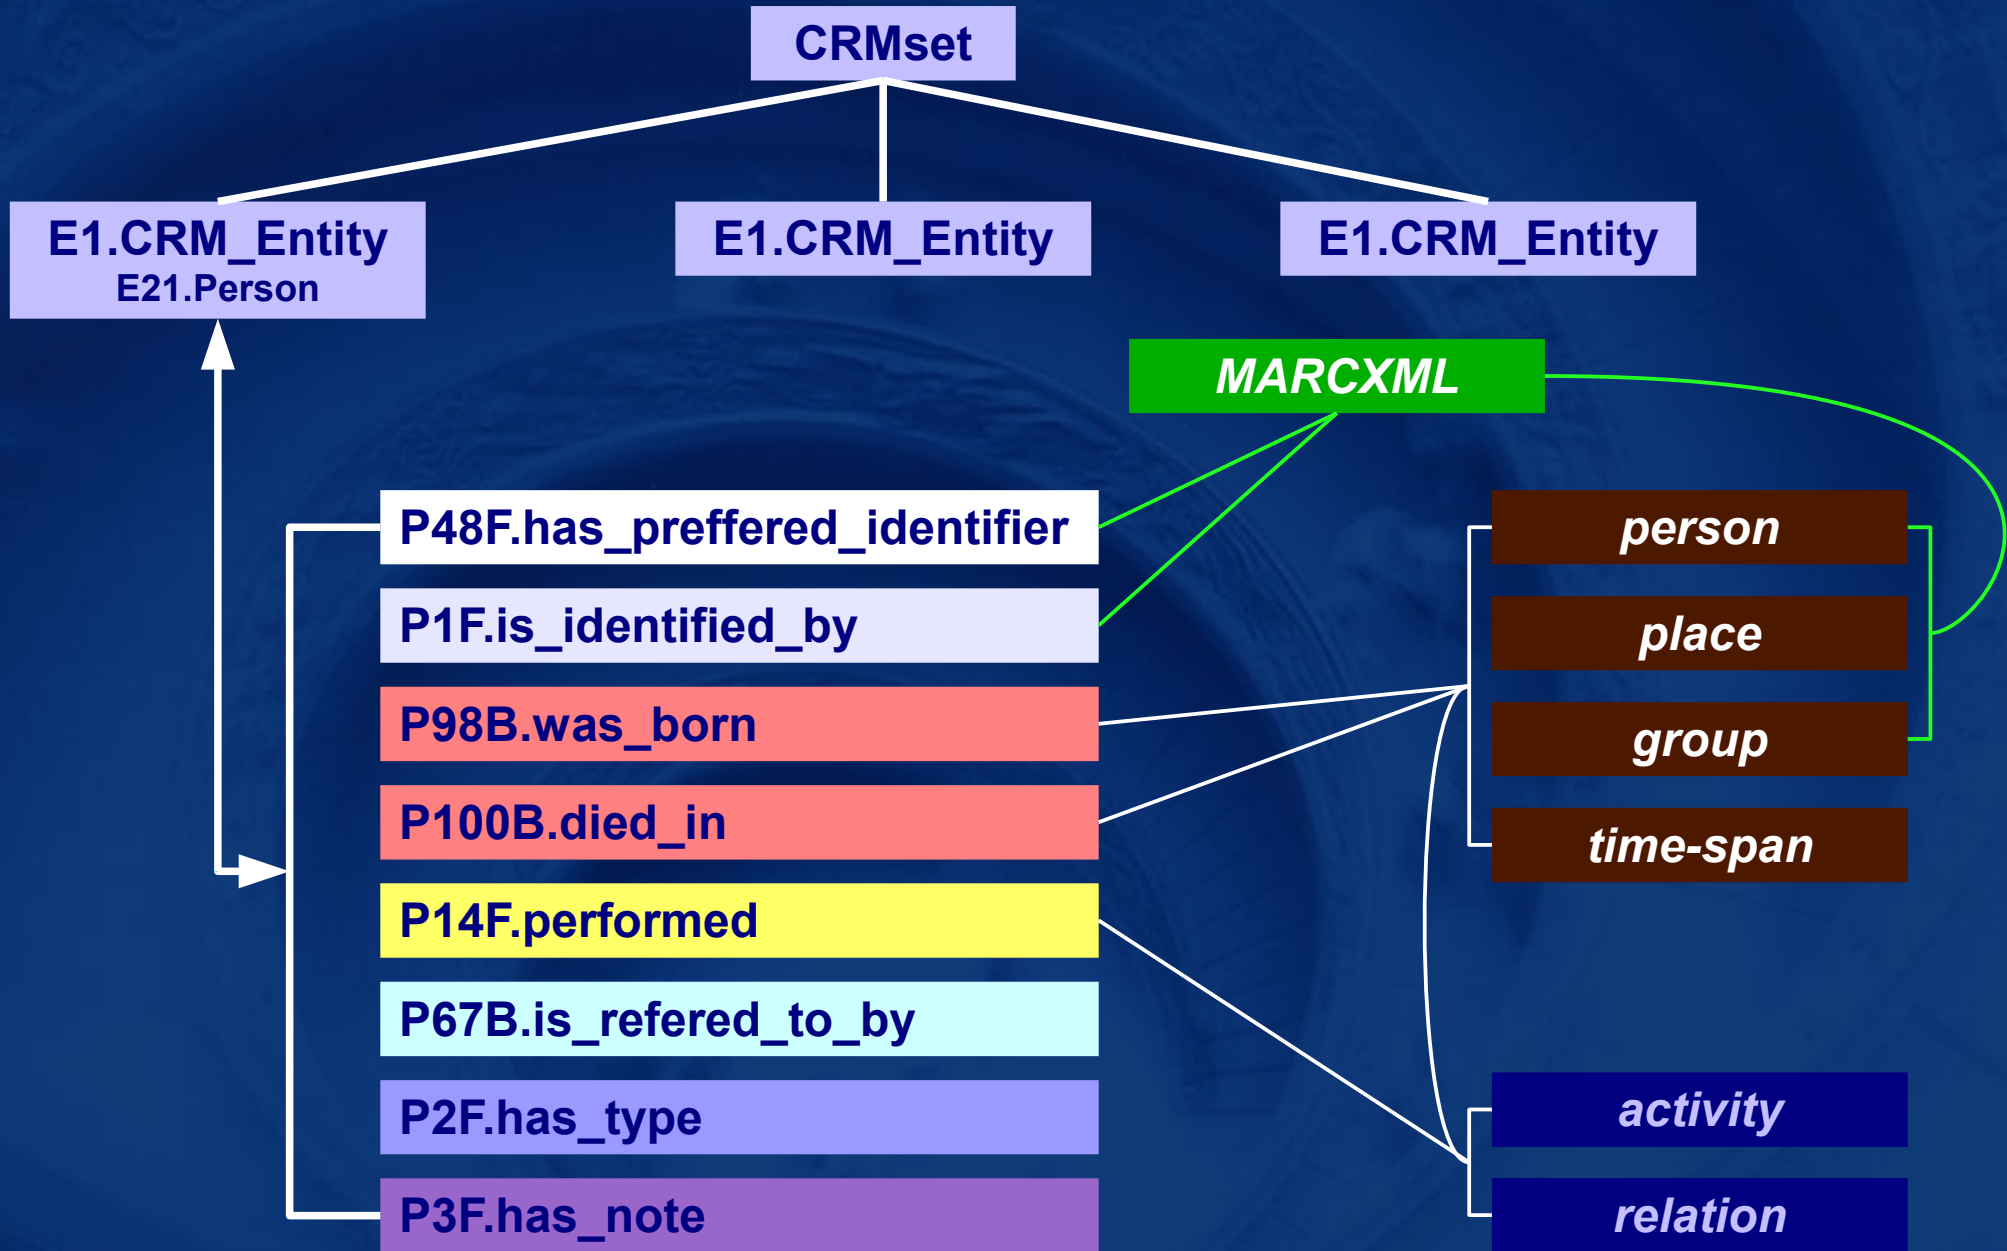 CRMset
E1.CRM_Entity
E21.Person
E1.CRM_Entity
E1.CRM_Entity
MARCXML
P48F.has_preffered_identifier
P1F.is_identified_by
P98B.was_born
P100B.died_in
P14F.performed
P67B.is_refered_to_by
P2F.has_type
P3F.has_note
person
place
group
time-span
activity
relation